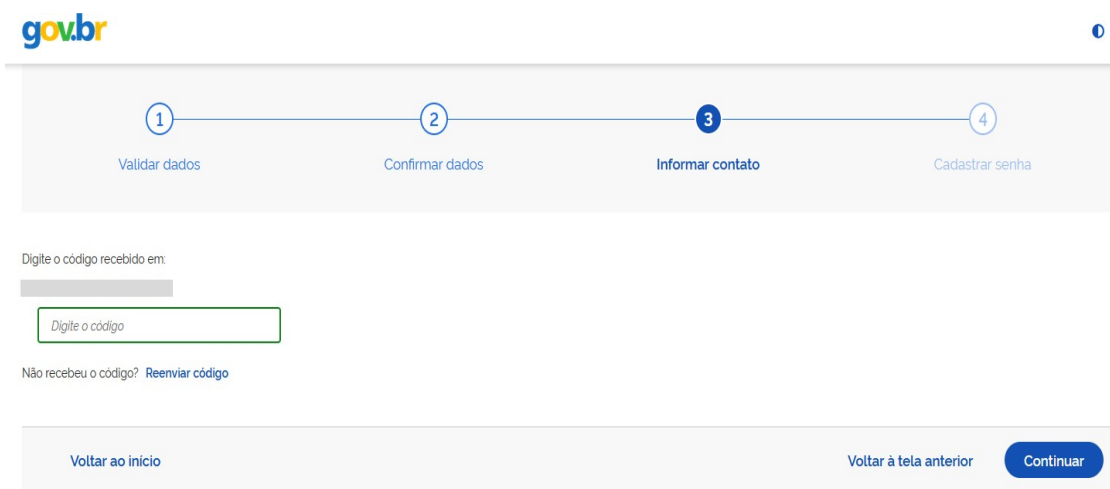 gov.br
1 2 3 4
Validar dados Confirmar dados Informar contato Cadastrar senha
Digite o código recebido em:
Digite o código
Não recebeu o código? Reenviar código
Voltar ao início Voltar à tela anterior Continuar